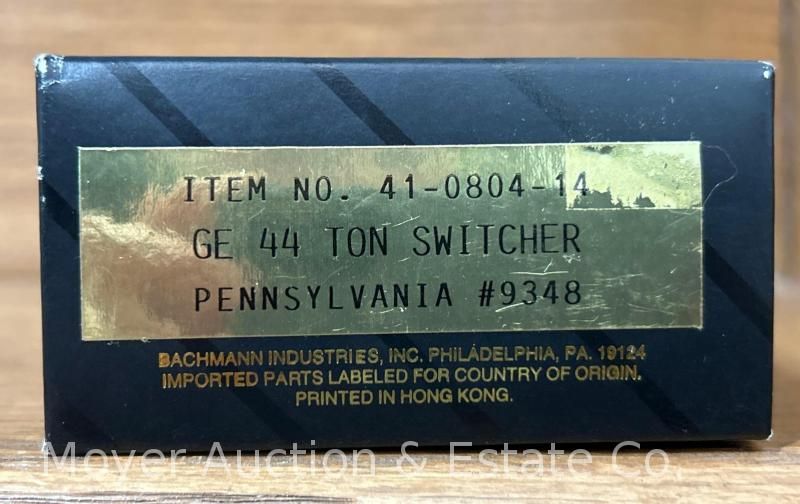 ITEM NO. 41-0804-14
GE 44 TON SWITCHER
PENNSYLVANIA #9348
BACHMANN INDUSTRIES, INC. PHILADELPHIA, PA. 19124
IMPORTED PARTS LABELED FOR COUNTRY OF ORIGIN.
PRINTED IN HONG KONG.
Moyer Auction & Estate Co.